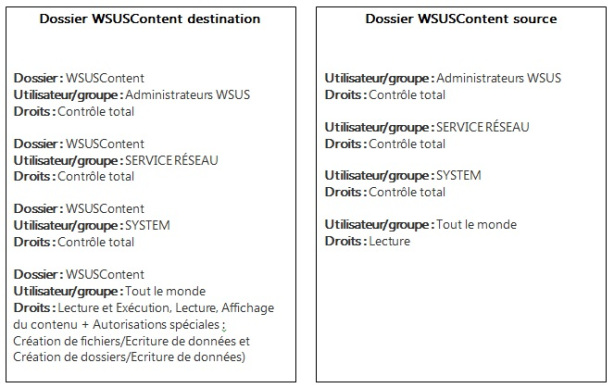 Dossier WSUSContent destination
Dossier : WSUSContent
Utilisateur/groupe : Administrateurs WSUS
Droits : Contrôle total
Dossier : WSUSContent
Utilisateur/groupe : SERVICE RÉSEAU
Droits : Contrôle total
Dossier : WSUSContent
Utilisateur/groupe : SYSTEM
Droits : Contrôle total
Dossier : WSUSContent
Utilisateur/groupe : Tout le monde
Droits : Lecture et Exécution, Lecture, Affichage
du contenu + Autorisations spéciales :
Création de fichiers/Ecriture de données et
Création de dossiers/Ecriture de données)
Dossier WSUSContent source
Utilisateur/groupe : Administrateurs WSUS
Droits : Contrôle total
Utilisateur/groupe : SERVICE RÉSEAU
Droits : Contrôle total
Utilisateur/groupe : SYSTEM
Droits : Contrôle total
Utilisateur/groupe : Tout le monde
Droits : Lecture